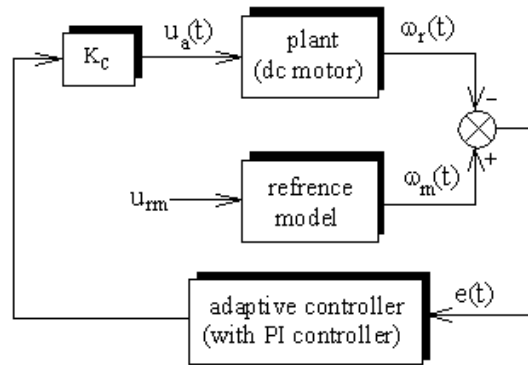 K_c
u_a(t)
plant
(dc motor)
ω_r(t)
−
+
u_rm
refrence
model
ω_m(t)
adaptive controller
(with PI controller)
e(t)